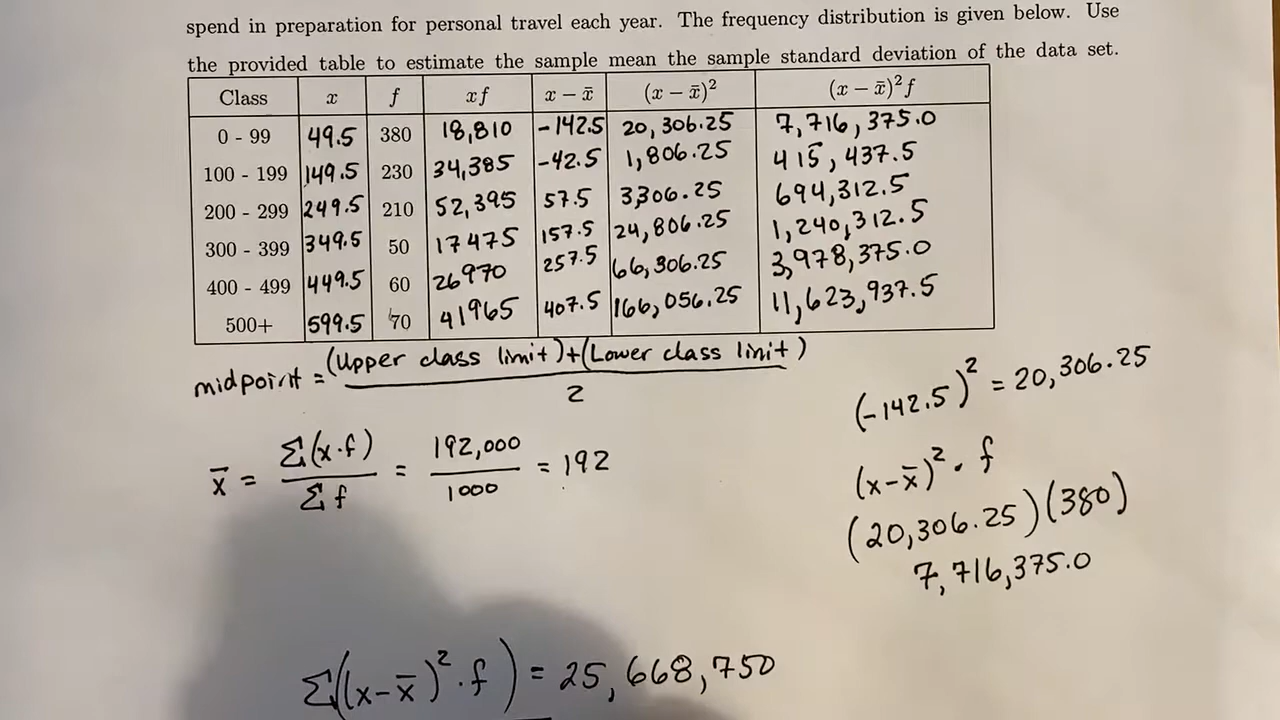 spend in preparation for personal travel each year. The frequency distribution is given below. Use
the provided table to estimate the sample mean the sample standard deviation of the data set.
Class x f xf x − x̄ (x − x̄)² (x − x̄)²f
0 - 99 49.5 380 18,810 -142.5 20,306.25 7,716,375.0
100 - 199 149.5 230 34,385 -42.5 1,806.25 415,437.5
200 - 299 249.5 210 52,395 57.5 3306.25 694,312.5
300 - 399 349.5 50 17475 157.5 24,806.25 1,240,312.5
400 - 499 449.5 60 26970 257.5 66,306.25 3,978,375.0
500+ 599.5 70 41965 407.5 166,056.25 11,623,937.5
midpoint = (Upper class limit)+(Lower class limit) / 2
(-142.5)² = 20,306.25
x̄ = Σ(x·f) / Σf = 192,000 / 1000 = 192
(x-x̄)² · f
(20,306.25)(380)
7,716,375.0
Σ((x-x̄)²·f) = 25,668,750